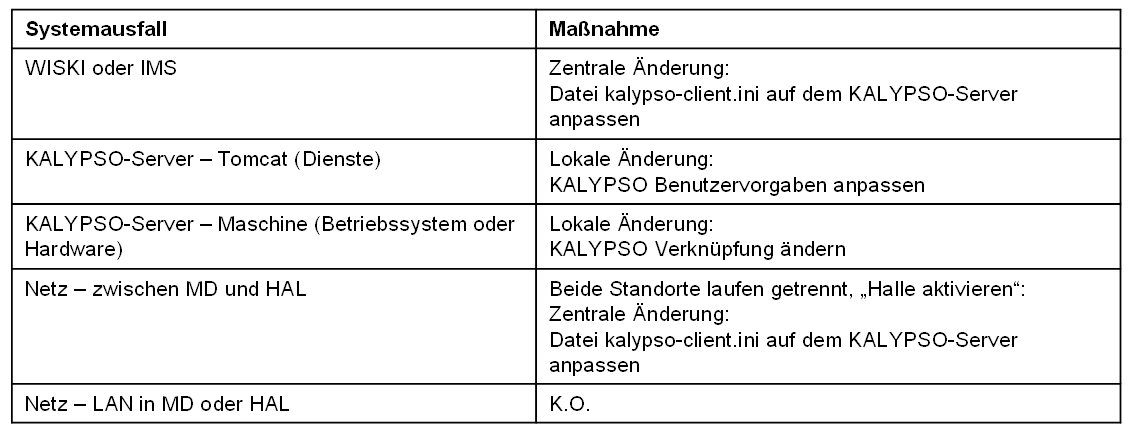 Systemausfall
Maßnahme
WISKI oder IMS
Zentrale Änderung:
Datei kalypso-client.ini auf dem KALYPSO-Server
anpassen
KALYPSO-Server – Tomcat (Dienste)
Lokale Änderung:
KALYPSO Benutzervorgaben anpassen
KALYPSO-Server – Maschine (Betriebssystem oder
Hardware)
Lokale Änderung:
KALYPSO Verknüpfung ändern
Netz – zwischen MD und HAL
Beide Standorte laufen getrennt, „Halle aktivieren“:
Zentrale Änderung:
Datei kalypso-client.ini auf dem KALYPSO-Server
anpassen
Netz – LAN in MD oder HAL
K.O.